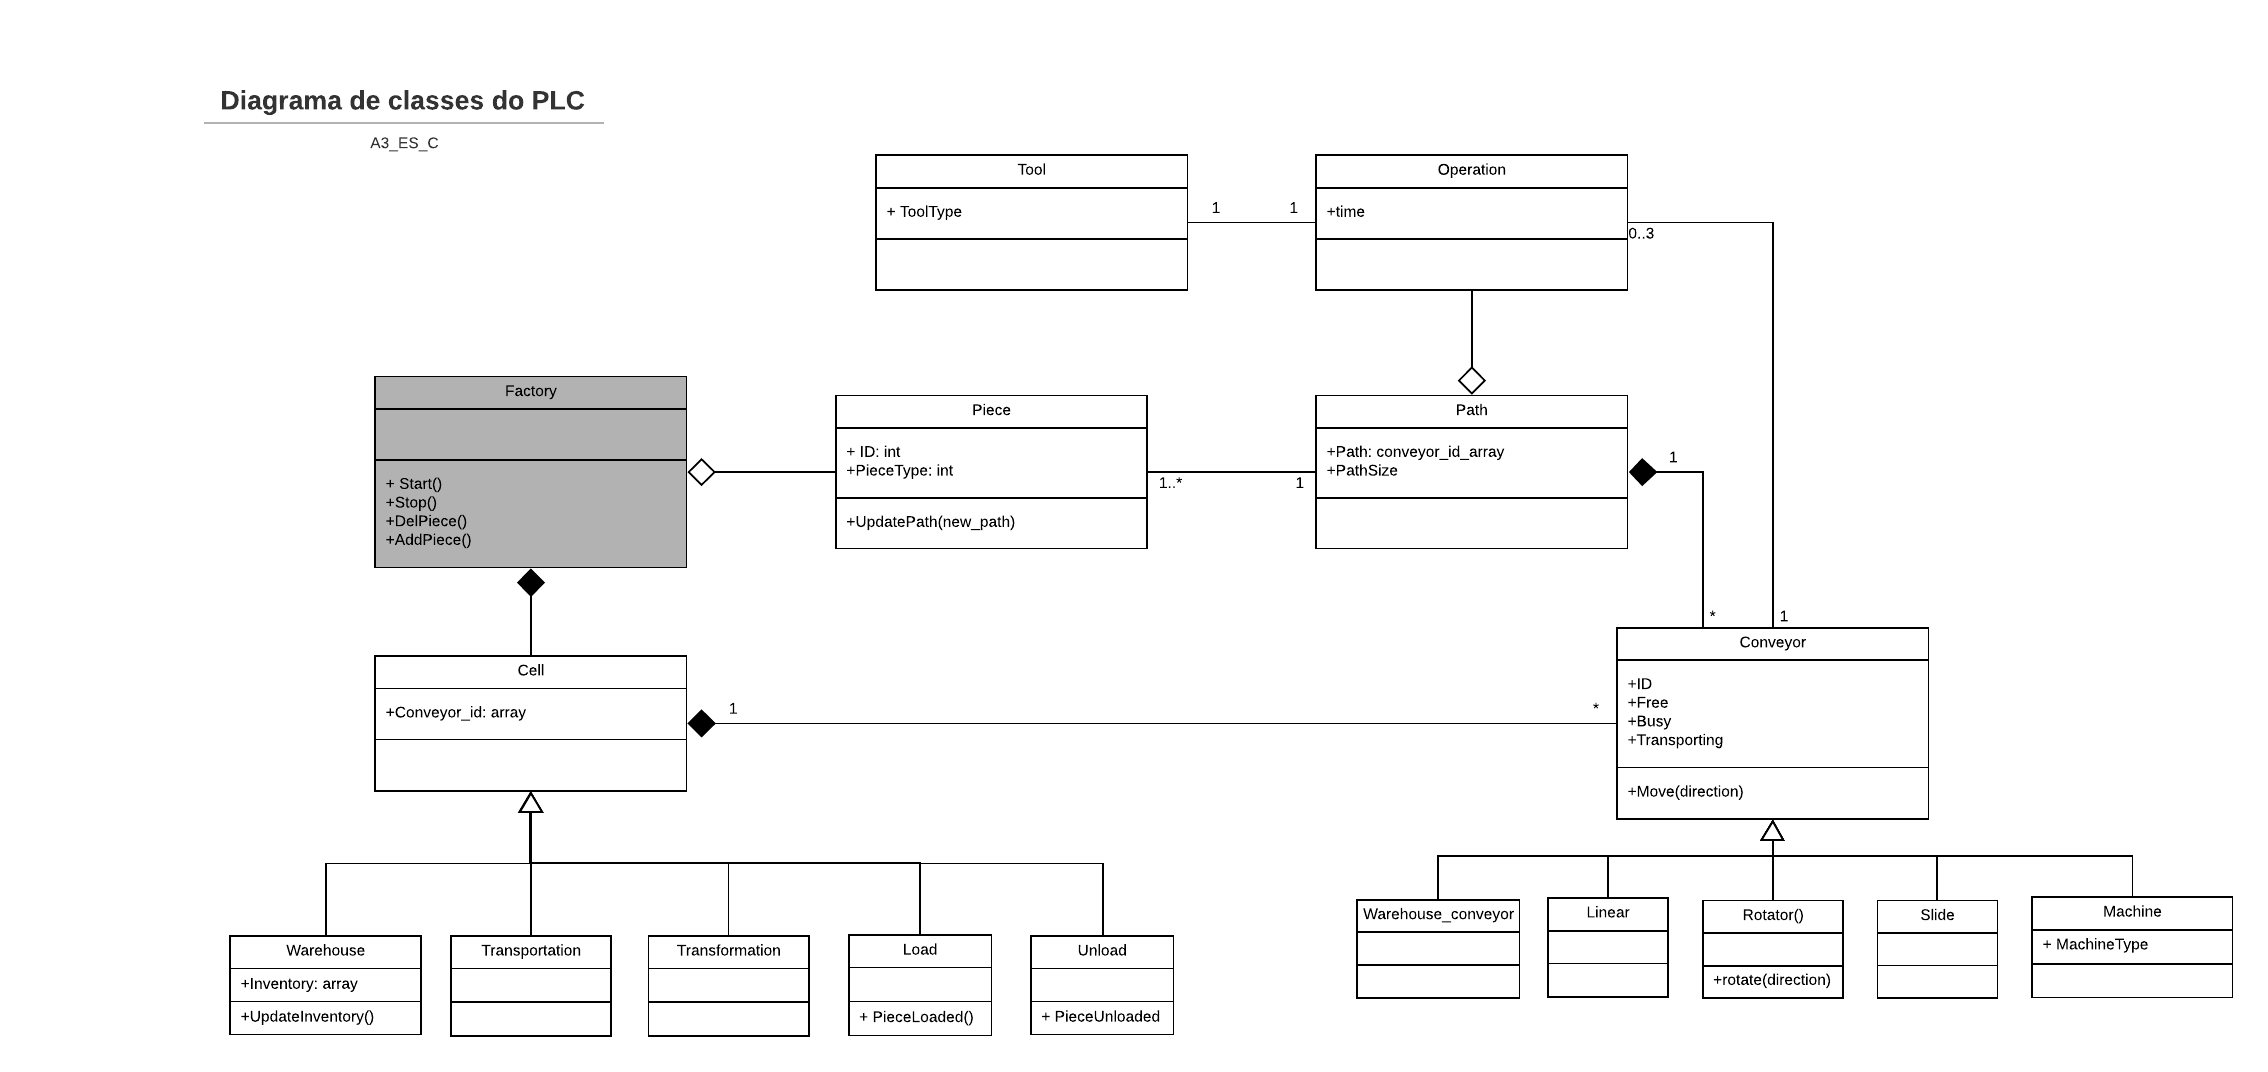 Diagrama de classes do PLC
A3_ES_C
Tool
+ ToolType
1
1
Operation
+time
0..3
Factory
+ Start()
+Stop()
+DelPiece()
+AddPiece()
Piece
+ ID: int
+PieceType: int
+UpdatePath(new_path)
1..*
1
Path
+Path: conveyor_id_array
+PathSize
1
*
1
Cell
+Conveyor_id: array
1
*
Conveyor
+ID
+Free
+Busy
+Transporting
+Move(direction)
Warehouse
+Inventory: array
+UpdateInventory()
Transportation
Transformation
Load
+ PieceLoaded()
Unload
+ PieceUnloaded
Warehouse_conveyor
Linear
Rotator()
+rotate(direction)
Slide
Machine
+ MachineType